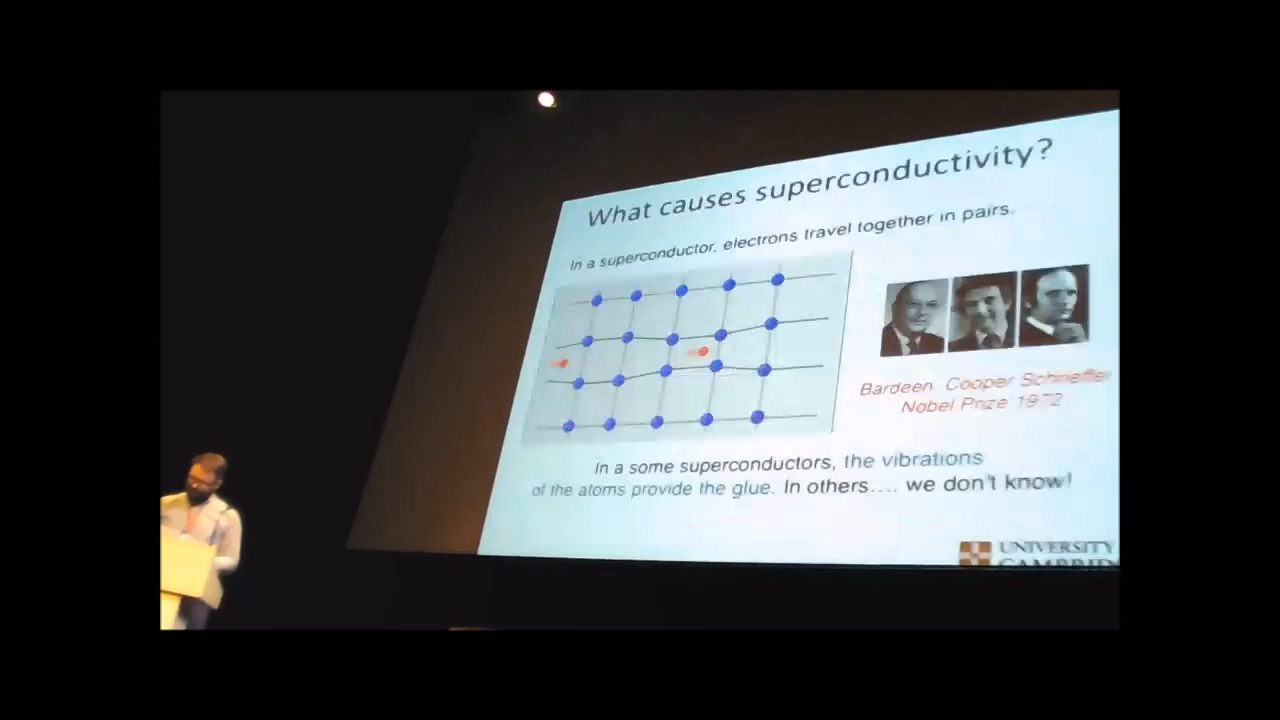 What causes superconductivity?
In a superconductor, electrons travel together in pairs.
Bardeen Cooper Schrieffer
Nobel Prize 1972
In a some superconductors, the vibrations
of the atoms provide the glue. In others.... we don't know!
UNIVERSITY